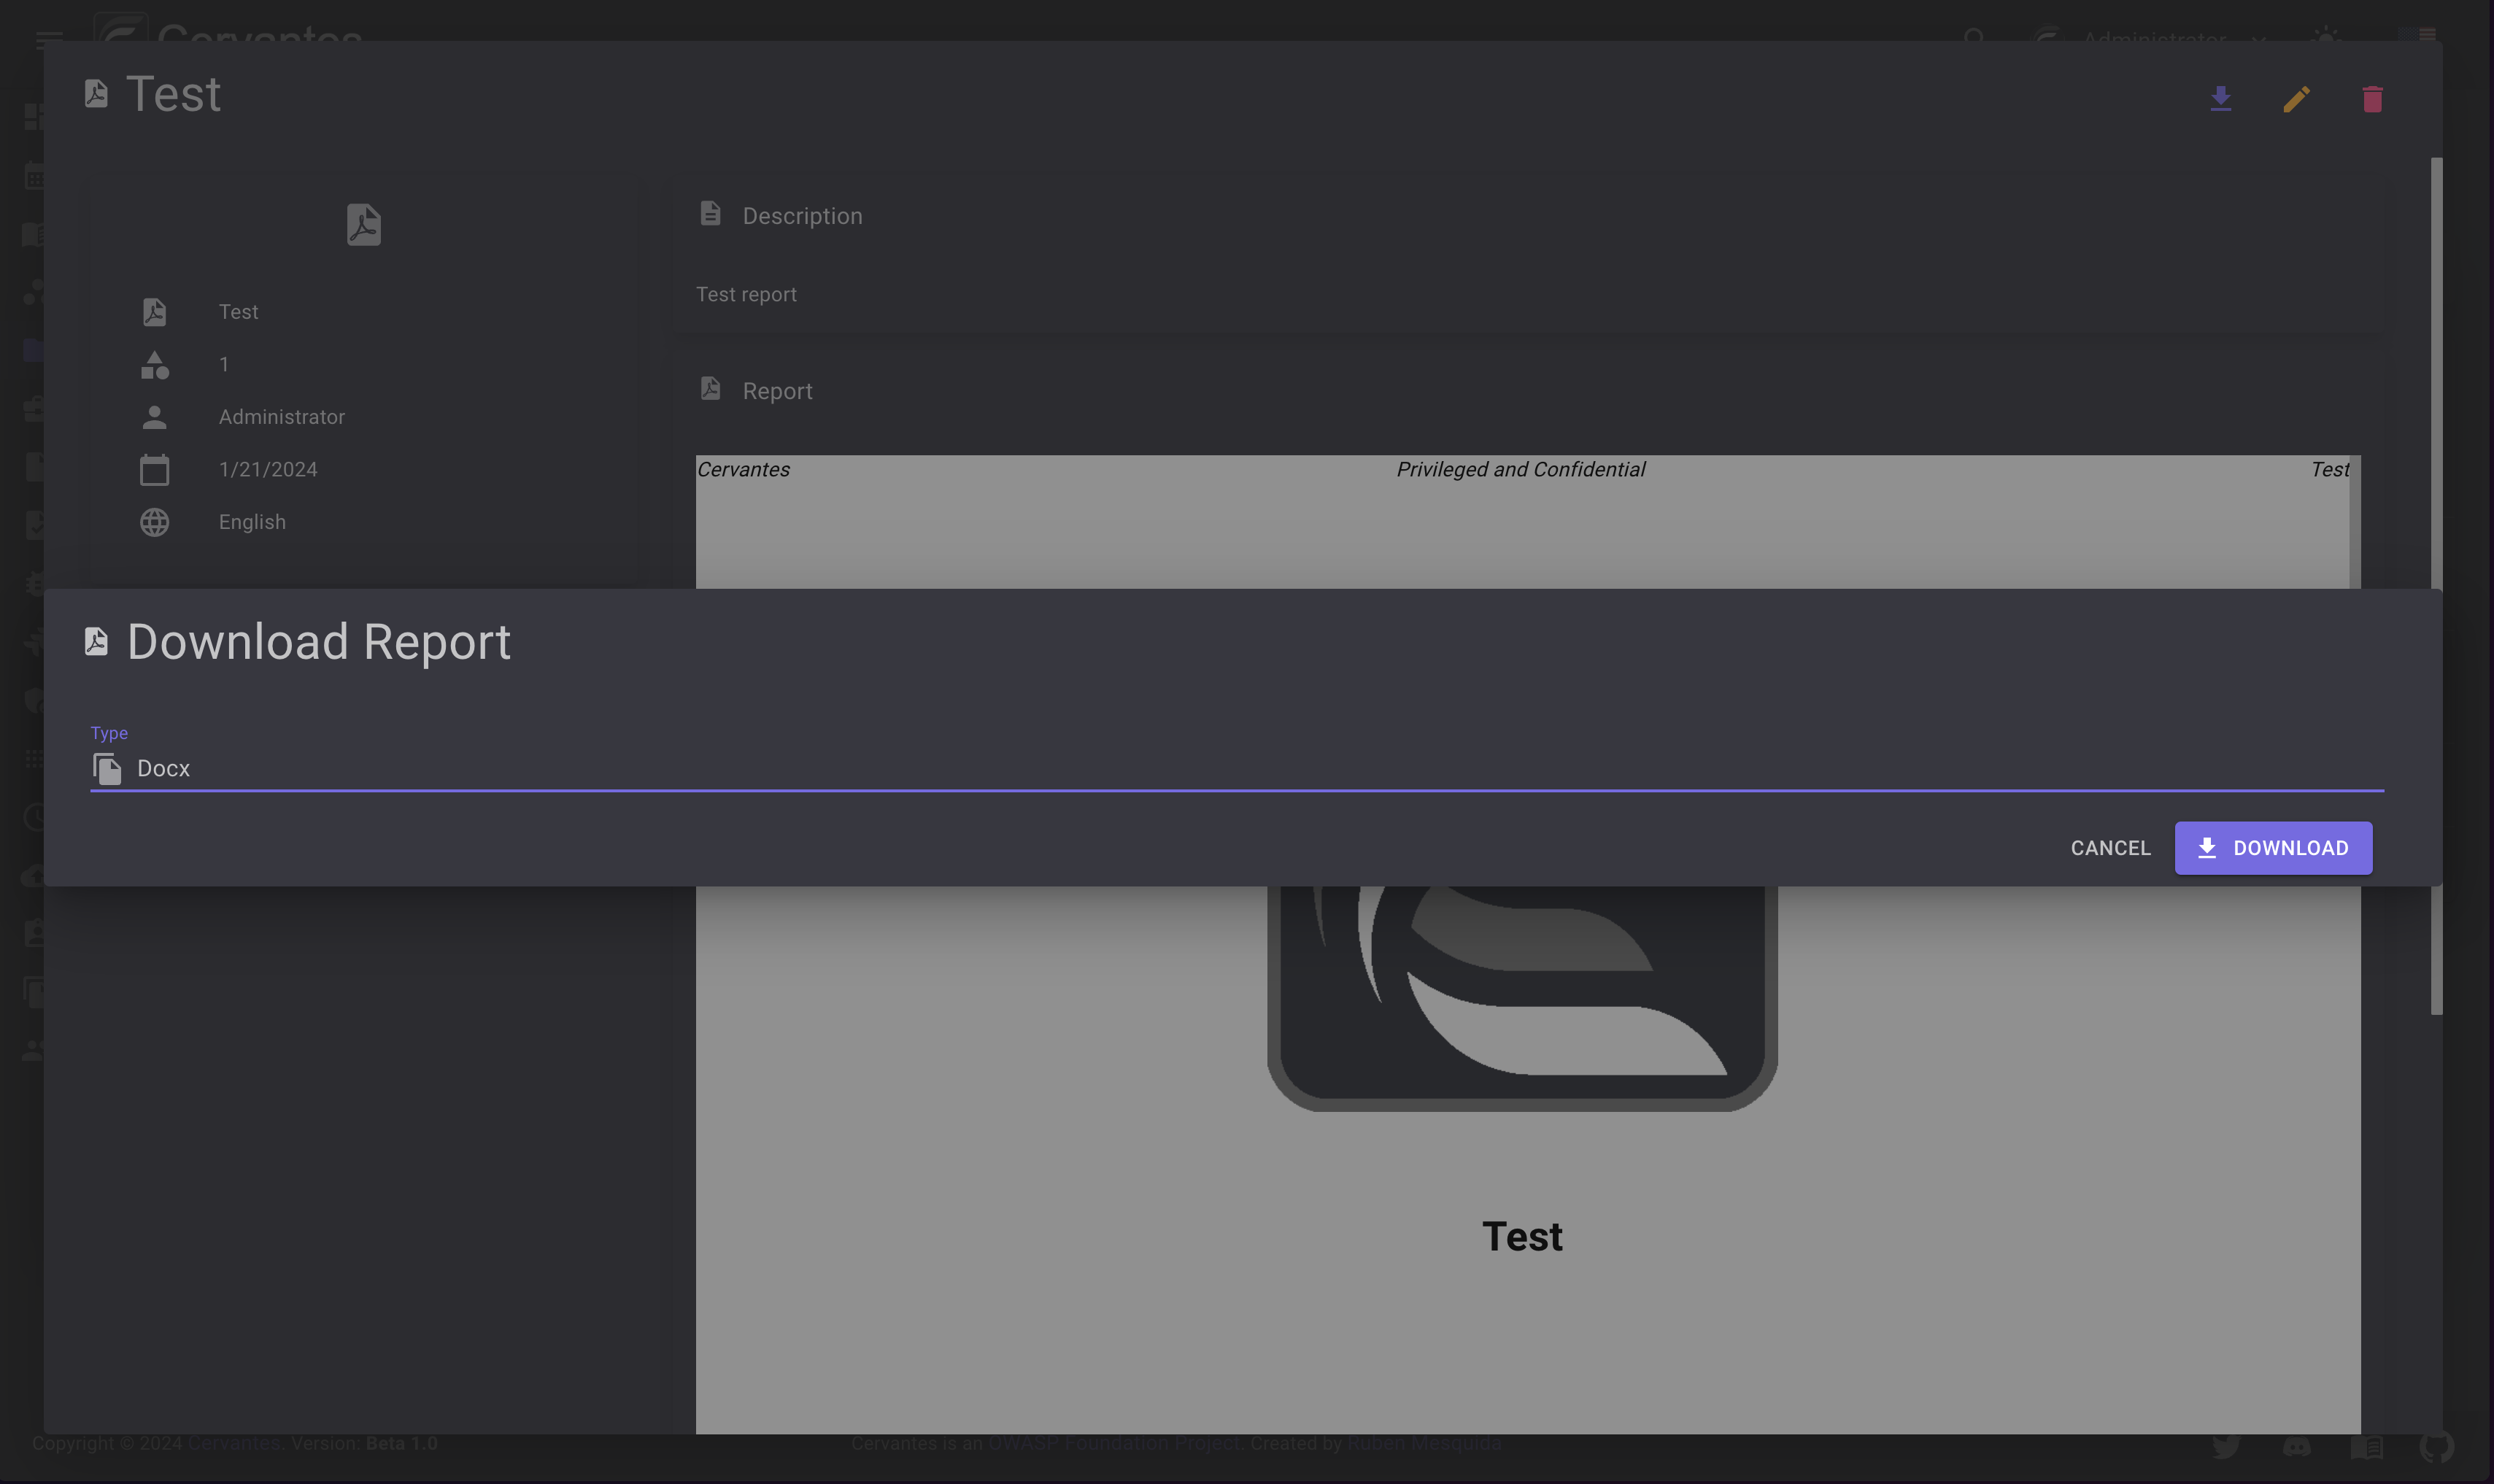 Cervantes
Administrator
Test
Test
1
Administrator
1/21/2024
English
Description
Test report
Report
Cervantes Privileged and Confidential Test
Download Report
Type
Docx
CANCEL DOWNLOAD
Test
Copyright © 2024 Cervantes. Version: Beta 1.0 Cervantes is an OWASP Foundation Project. Created by Ruben Mesquida